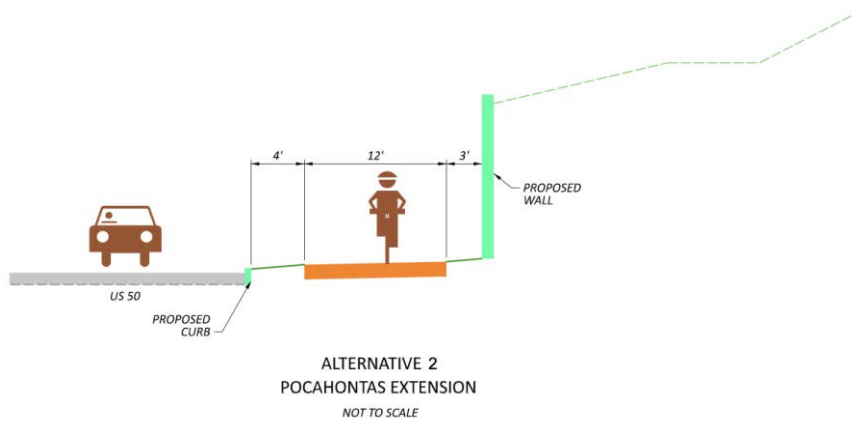 4'
12'
3'
PROPOSED
WALL
US 50
PROPOSED
CURB
ALTERNATIVE 2
POCAHONTAS EXTENSION
NOT TO SCALE